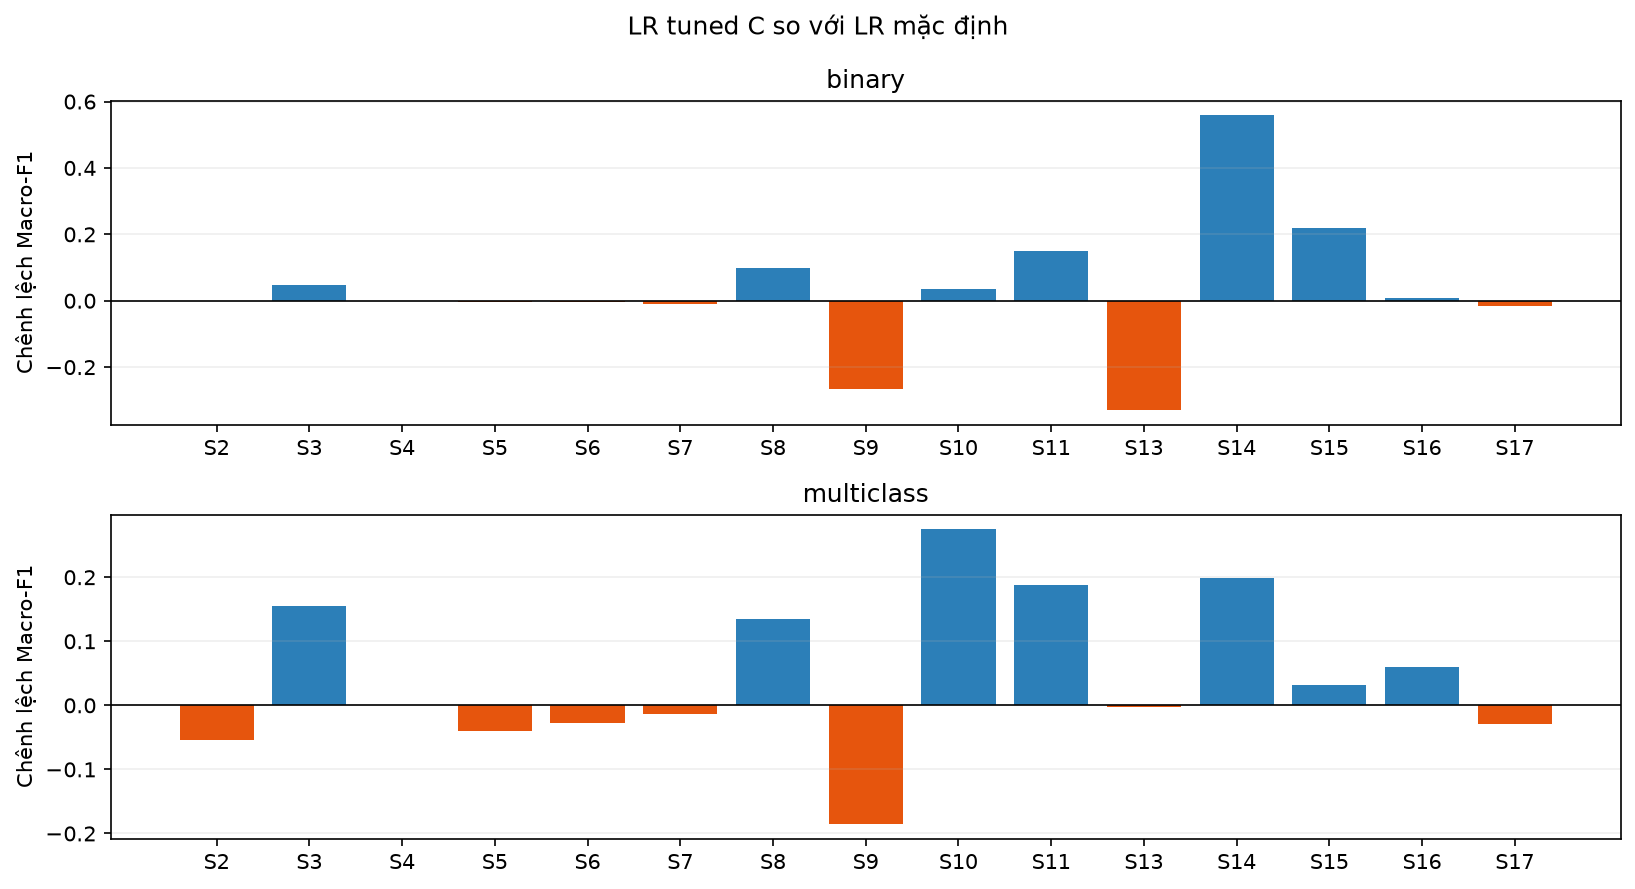 LR tuned C so với LR mặc định
binary
Chênh lệch Macro-F1
0.6
0.4
0.2
0.0
−0.2
S2 S3 S4 S5 S6 S7 S8 S9 S10 S11 S13 S14 S15 S16 S17
multiclass
Chênh lệch Macro-F1
0.2
0.1
0.0
−0.1
−0.2
S2 S3 S4 S5 S6 S7 S8 S9 S10 S11 S13 S14 S15 S16 S17